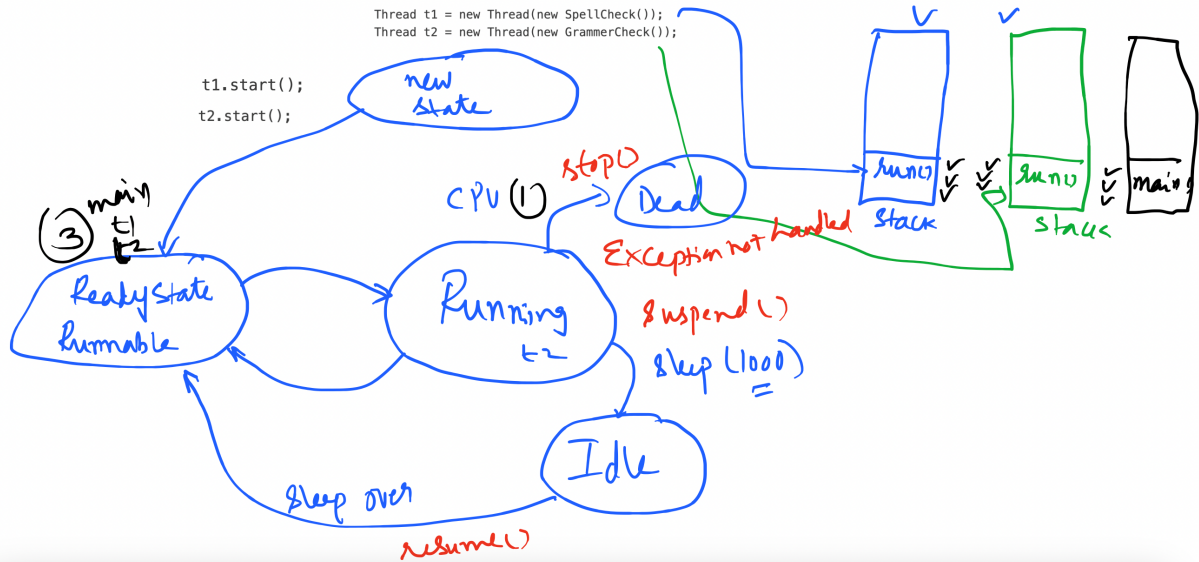 Thread t1 = new Thread(new SpellCheck());
Thread t2 = new Thread(new GrammerCheck());
t1.start();
t2.start();
new
state
run()
run()
main()
stack
stack
stop()
Dead
CPU (1)
Exception not handled
3
main
t1
t2
Ready State
Runnable
Running
t2
suspend()
sleep (1000)
Idle
sleep over
resume()